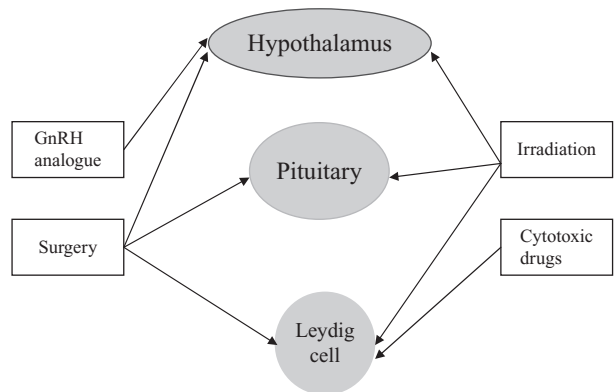 Hypothalamus
GnRH
analogue
Irradiation
Pituitary
Surgery
Cytotoxic
drugs
Leydig
cell